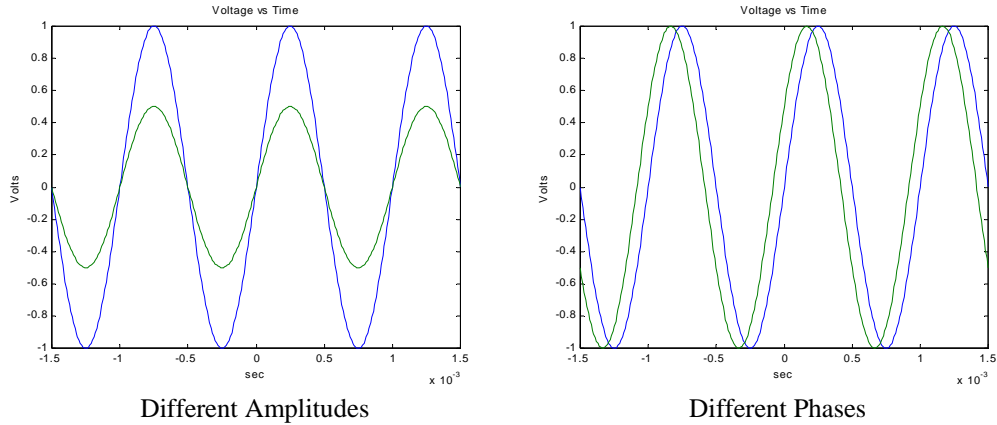 Voltage vs Time
Volts
1
0.8
0.6
0.4
0.2
0
-0.2
-0.4
-0.6
-0.8
-1
-1.5 -1 -0.5 0 0.5 1 1.5
sec
x 10⁻³
Different Amplitudes
Voltage vs Time
Volts
1
0.8
0.6
0.4
0.2
0
-0.2
-0.4
-0.6
-0.8
-1
-1.5 -1 -0.5 0 0.5 1 1.5
sec
x 10⁻³
Different Phases